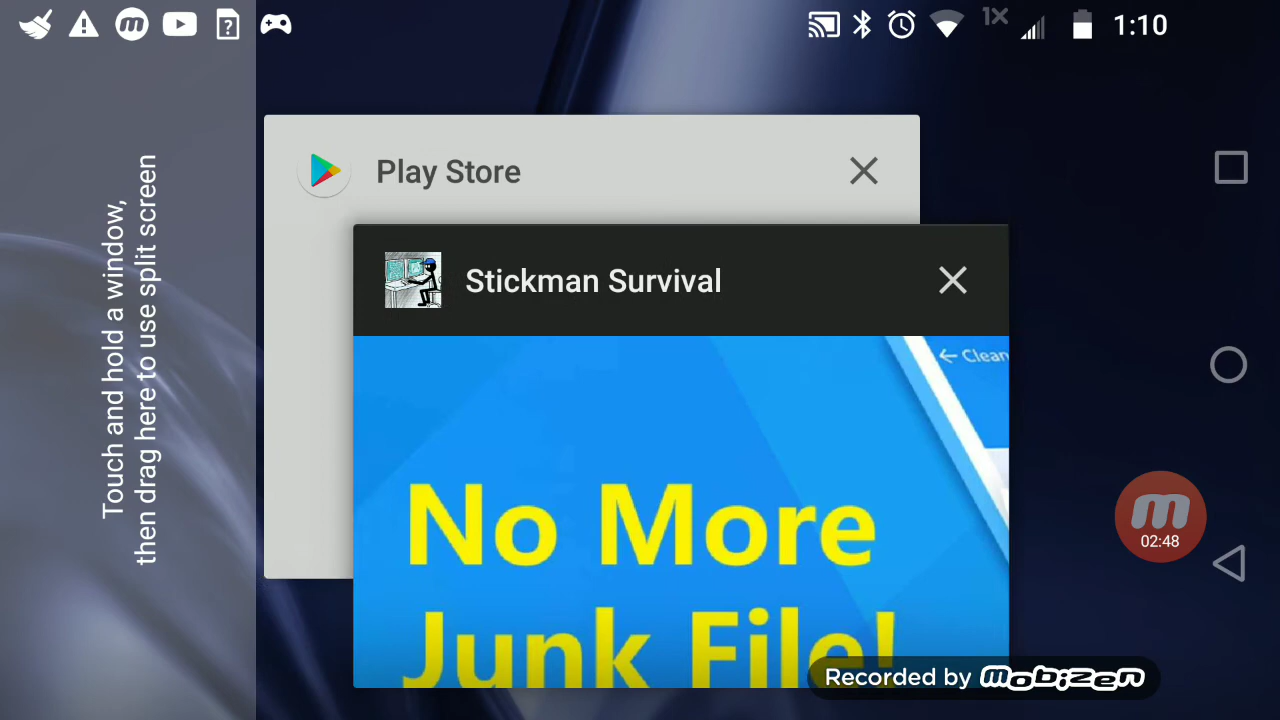 1X
1:10
Touch and hold a window,
then drag here to use split screen
Play Store
Stickman Survival
← Clean
No More
Junk File!
m
02:48
Recorded by mobizen